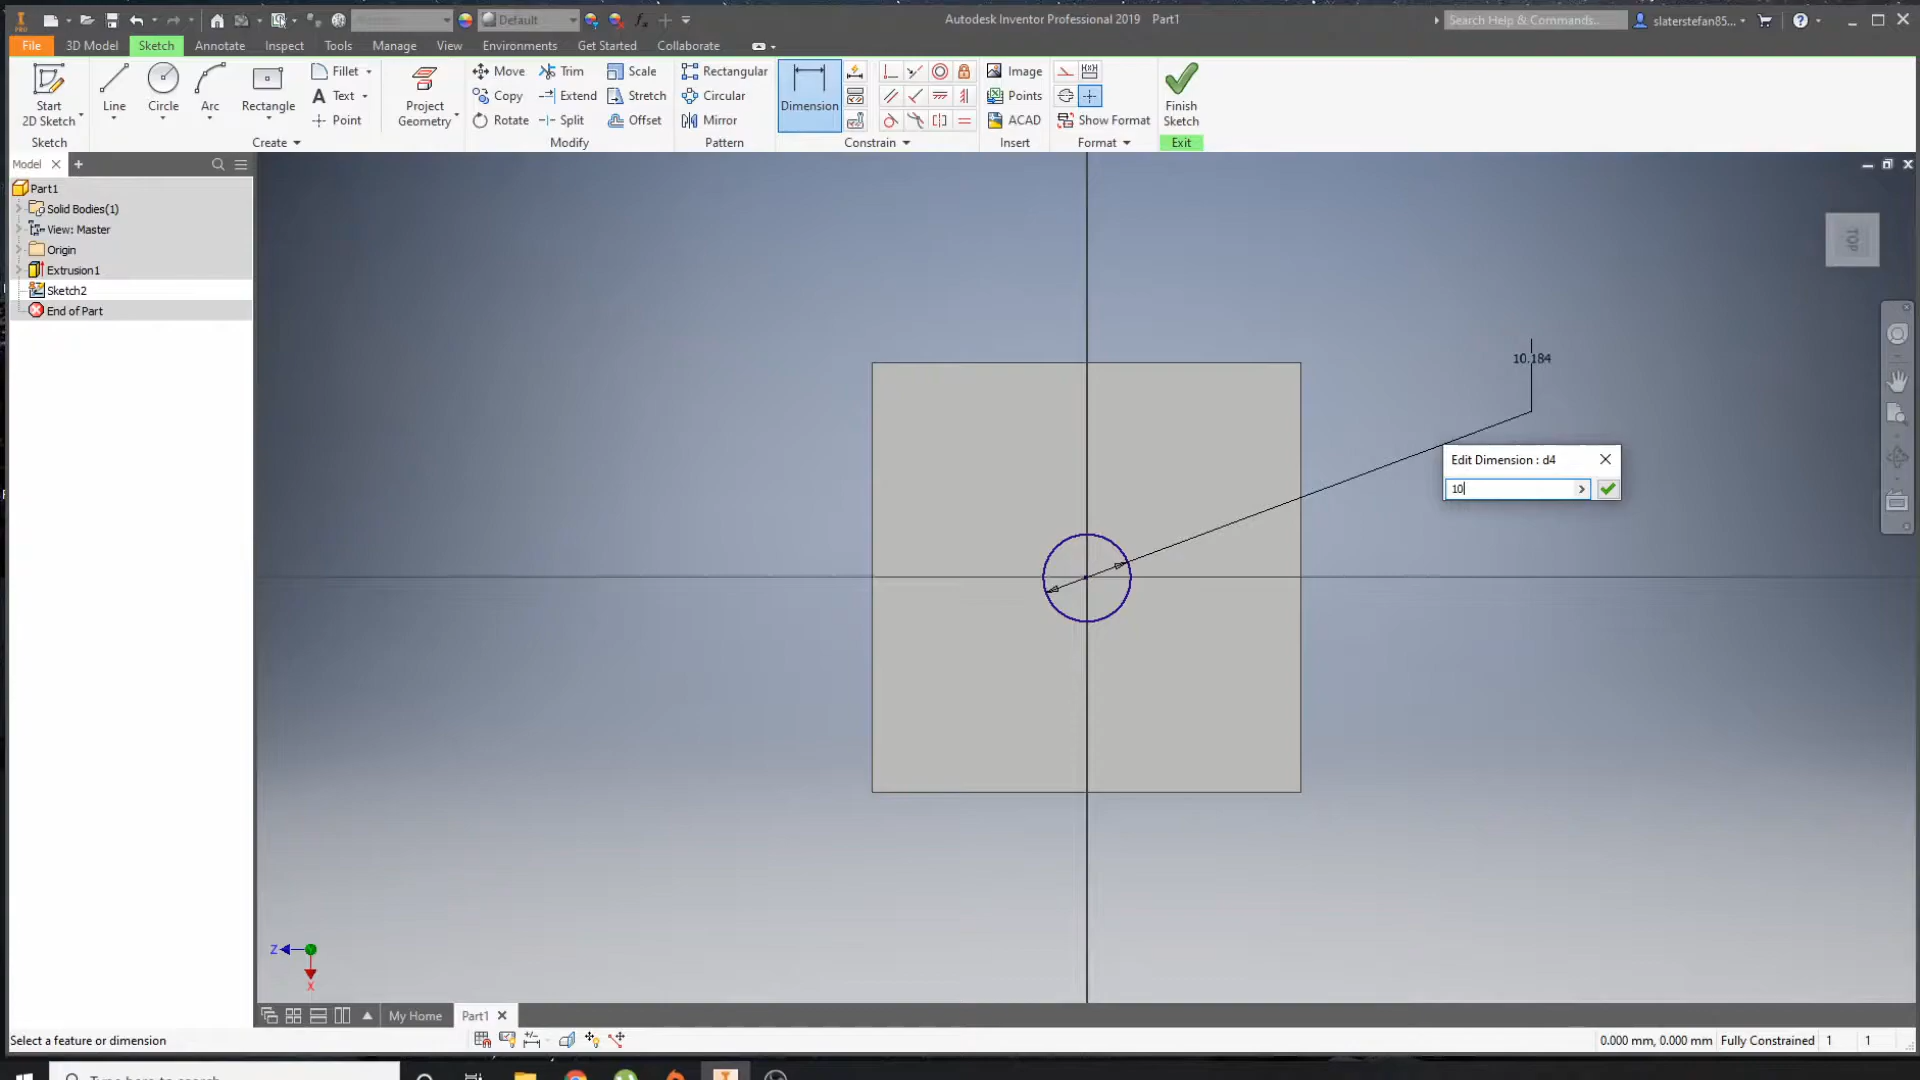 Default
Autodesk Inventor Professional 2019 Part1
Search Help & Commands...
slaterstefan85...
File 3D Model Sketch Annotate Inspect Tools Manage View Environments Get Started Collaborate
Start
2D Sketch
Line
Circle
Arc
Rectangle
Fillet
Text
Point
Project
Geometry
Move
Copy
Rotate
Trim
Extend
Split
Scale
Stretch
Offset
Rectangular
Circular
Mirror
Dimension
Image
Points
ACAD
Show Format
Finish
Sketch
Sketch Create Modify Pattern Constrain Insert Format Exit
Model
Part1
Solid Bodies(1)
View: Master
Origin
Extrusion1
Sketch2
End of Part
TOP
10.184
Edit Dimension : d4
10
Z
X
My Home Part1
Select a feature or dimension
0.000 mm, 0.000 mm Fully Constrained 1 1
Type here to search